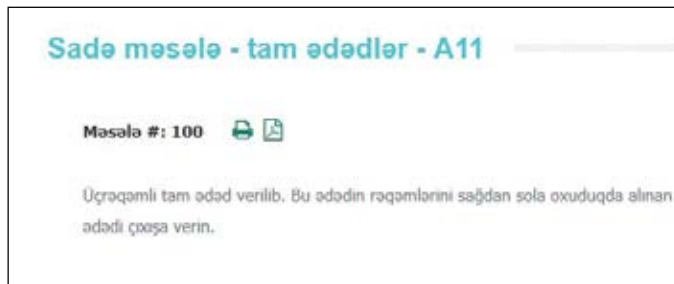 Sadə məsələ - tam ədədlər - A11
Məsələ #: 100
Üçrəqəmli tam ədəd verilib. Bu ədədin rəqəmlərini sağdan sola oxuduqda alınan
ədədi çıxışa verin.